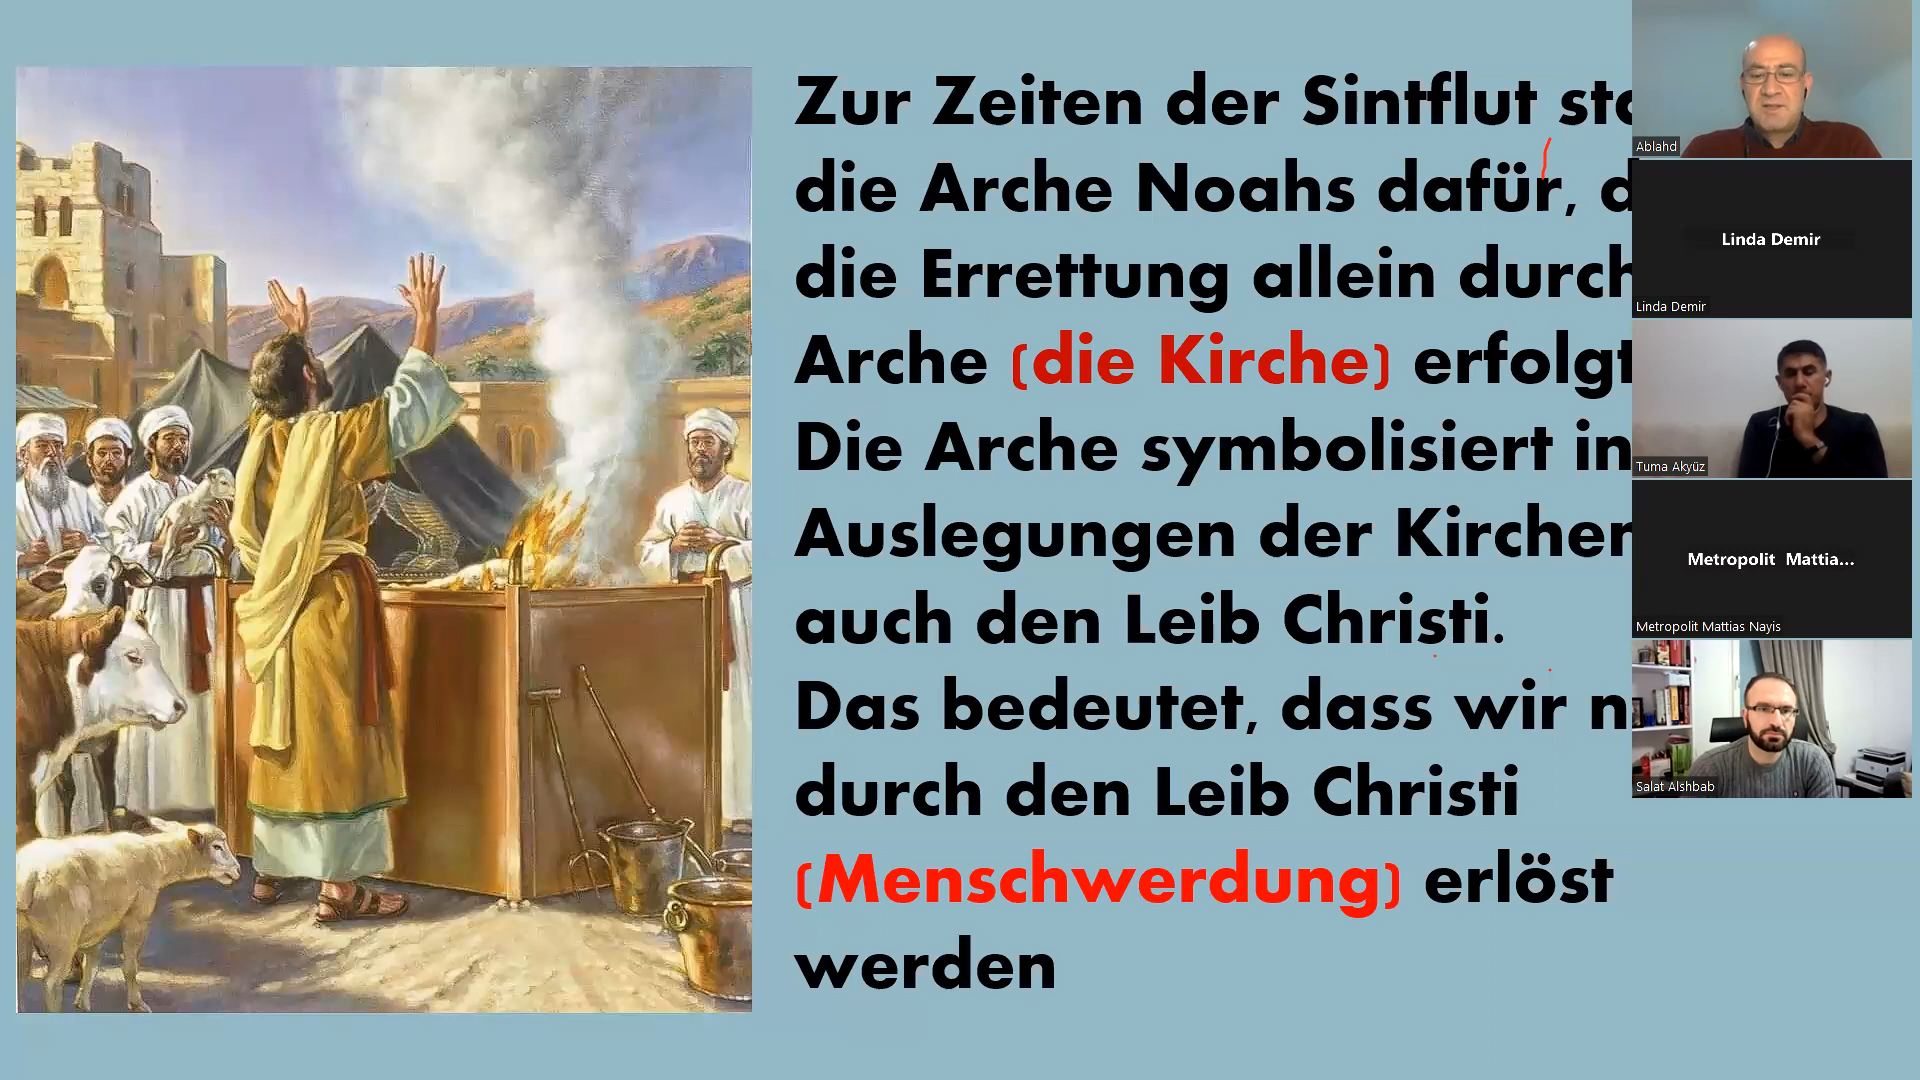 Zur Zeiten der Sintflut
die Arche Noahs dafür,
die Errettung allein durch
Arche (die Kirche) erfolgt
Die Arche symbolisiert in
Auslegungen der
auch den Leib Christi.
Das bedeutet, dass wir
durch den Leib Christi
(Menschwerdung) erlöst
werden
Ablahd
Linda Demir
Linda Demir
Tuma Akyüz
Metropolit Mattia...
Metropolit Mattias Nayis
Salat Alshbab